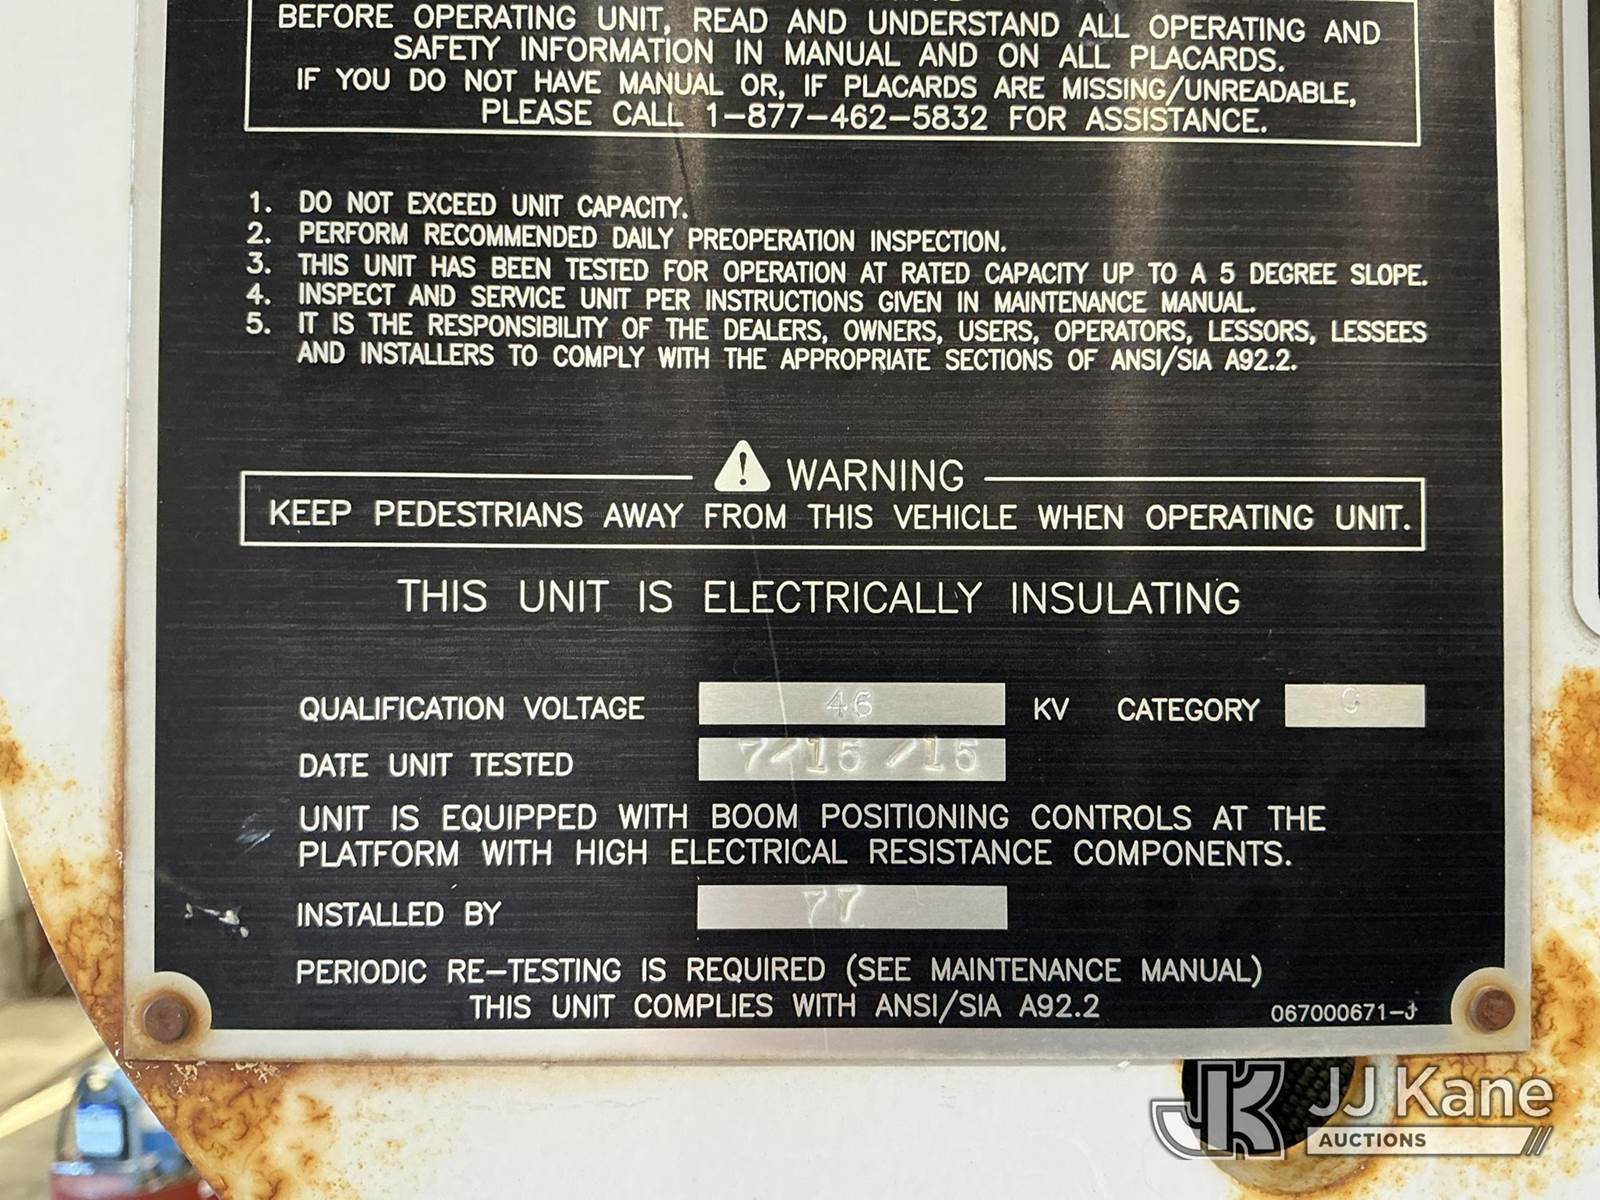 BEFORE OPERATING UNIT, READ AND UNDERSTAND ALL OPERATING AND
SAFETY INFORMATION IN MANUAL AND ON ALL PLACARDS.
IF YOU DO NOT HAVE MANUAL OR, IF PLACARDS ARE MISSING/UNREADABLE,
PLEASE CALL 1-877-462-5832 FOR ASSISTANCE.
1. DO NOT EXCEED UNIT CAPACITY.
2. PERFORM RECOMMENDED DAILY PREOPERATION INSPECTION.
3. THIS UNIT HAS BEEN TESTED FOR OPERATION AT RATED CAPACITY UP TO A 5 DEGREE SLOPE.
4. INSPECT AND SERVICE UNIT PER INSTRUCTIONS GIVEN IN MAINTENANCE MANUAL.
5. IT IS THE RESPONSIBILITY OF THE DEALERS, OWNERS, USERS, OPERATORS, LESSORS, LESSEES
AND INSTALLERS TO COMPLY WITH THE APPROPRIATE SECTIONS OF ANSI/SIA A92.2.
WARNING
KEEP PEDESTRIANS AWAY FROM THIS VEHICLE WHEN OPERATING UNIT.
THIS UNIT IS ELECTRICALLY INSULATING
QUALIFICATION VOLTAGE 46 KV CATEGORY C
DATE UNIT TESTED 7/15/15
UNIT IS EQUIPPED WITH BOOM POSITIONING CONTROLS AT THE
PLATFORM WITH HIGH ELECTRICAL RESISTANCE COMPONENTS.
INSTALLED BY 77
PERIODIC RE-TESTING IS REQUIRED (SEE MAINTENANCE MANUAL)
THIS UNIT COMPLIES WITH ANSI/SIA A92.2
067000671-J
JK JJ Kane
AUCTIONS